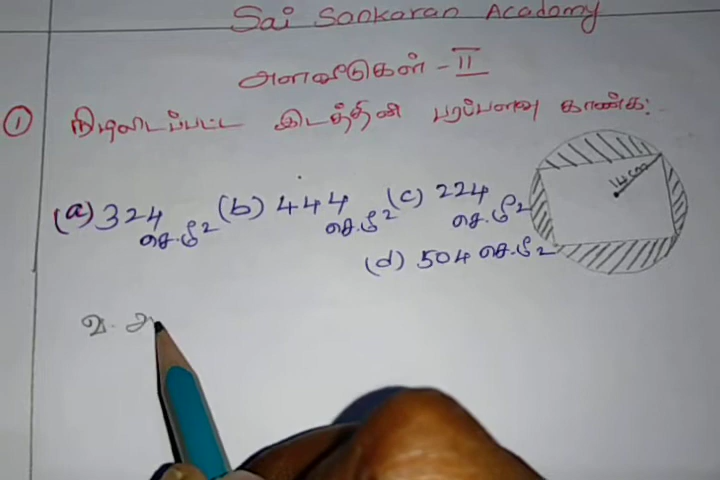 Sai Sankaran Academy
அளவீடுகள் - II
① நிழலிடப்பட்ட இடத்தின் பரப்பளவு காண்க:
14cm
(a) 324 செ.மீ² (b) 444 செ.மீ² (c) 224 செ.மீ²
(d) 504 செ.மீ²
வ. அ